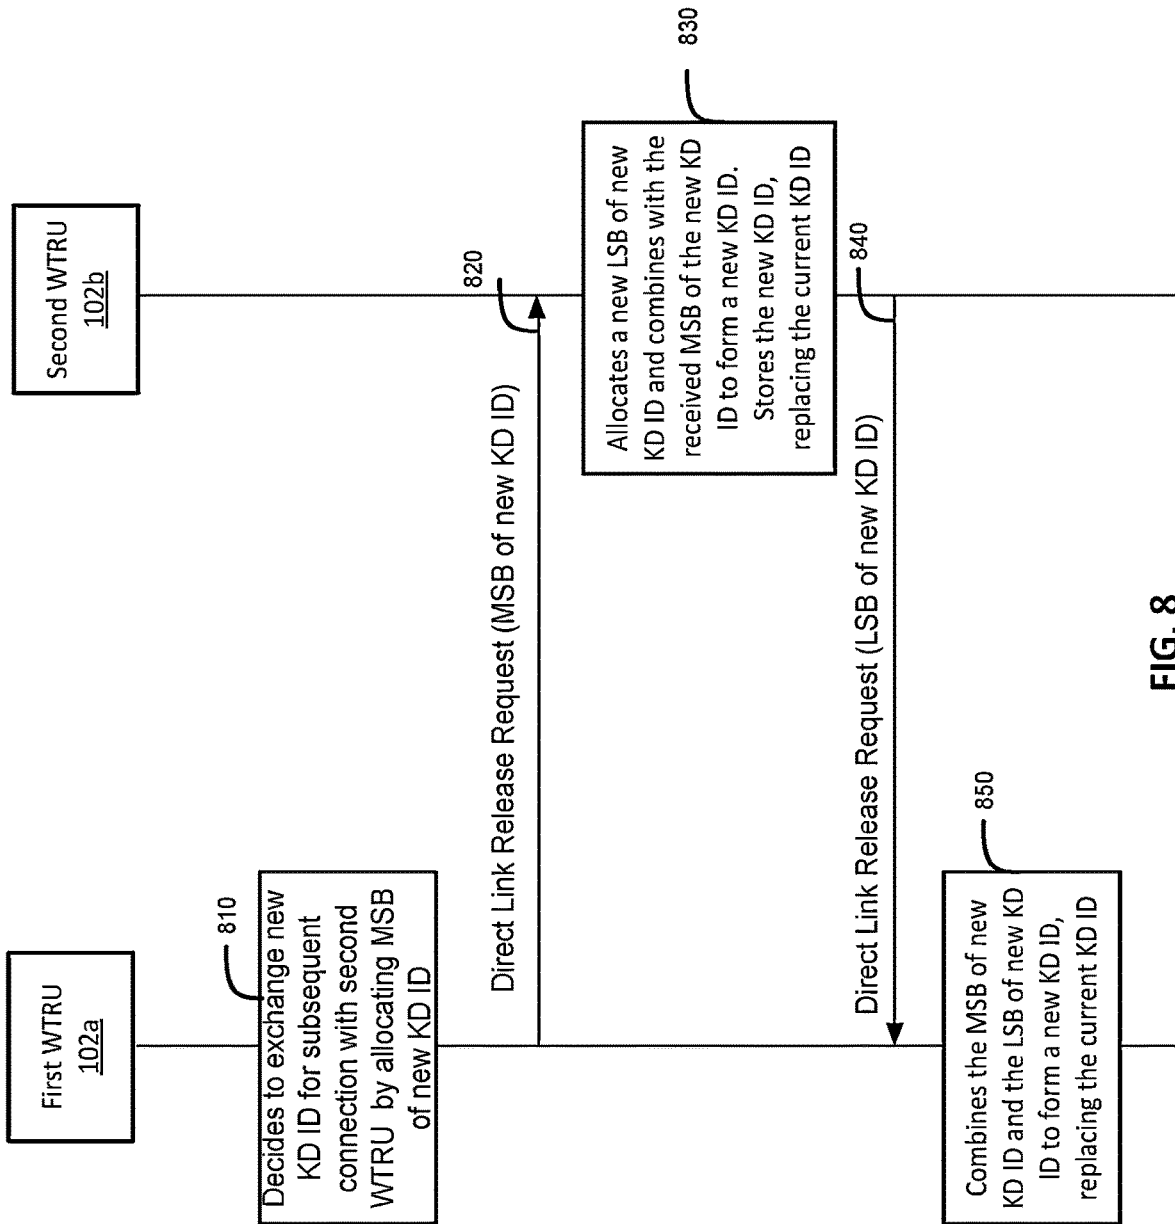 First WTRU
102a
Second WTRU
102b
810
Decides to exchange new
KD ID for subsequent
connection with second
WTRU by allocating MSB
of new KD ID
Direct Link Release Request (MSB of new KD ID)
820
830
Allocates a new LSB of new
KD ID and combines with the
received MSB of the new KD
ID to form a new KD ID.
Stores the new KD ID,
replacing the current KD ID
Direct Link Release Request (LSB of new KD ID)
840
850
Combines the MSB of new
KD ID and the LSB of new KD
ID to form a new KD ID,
replacing the current KD ID
FIG. 8